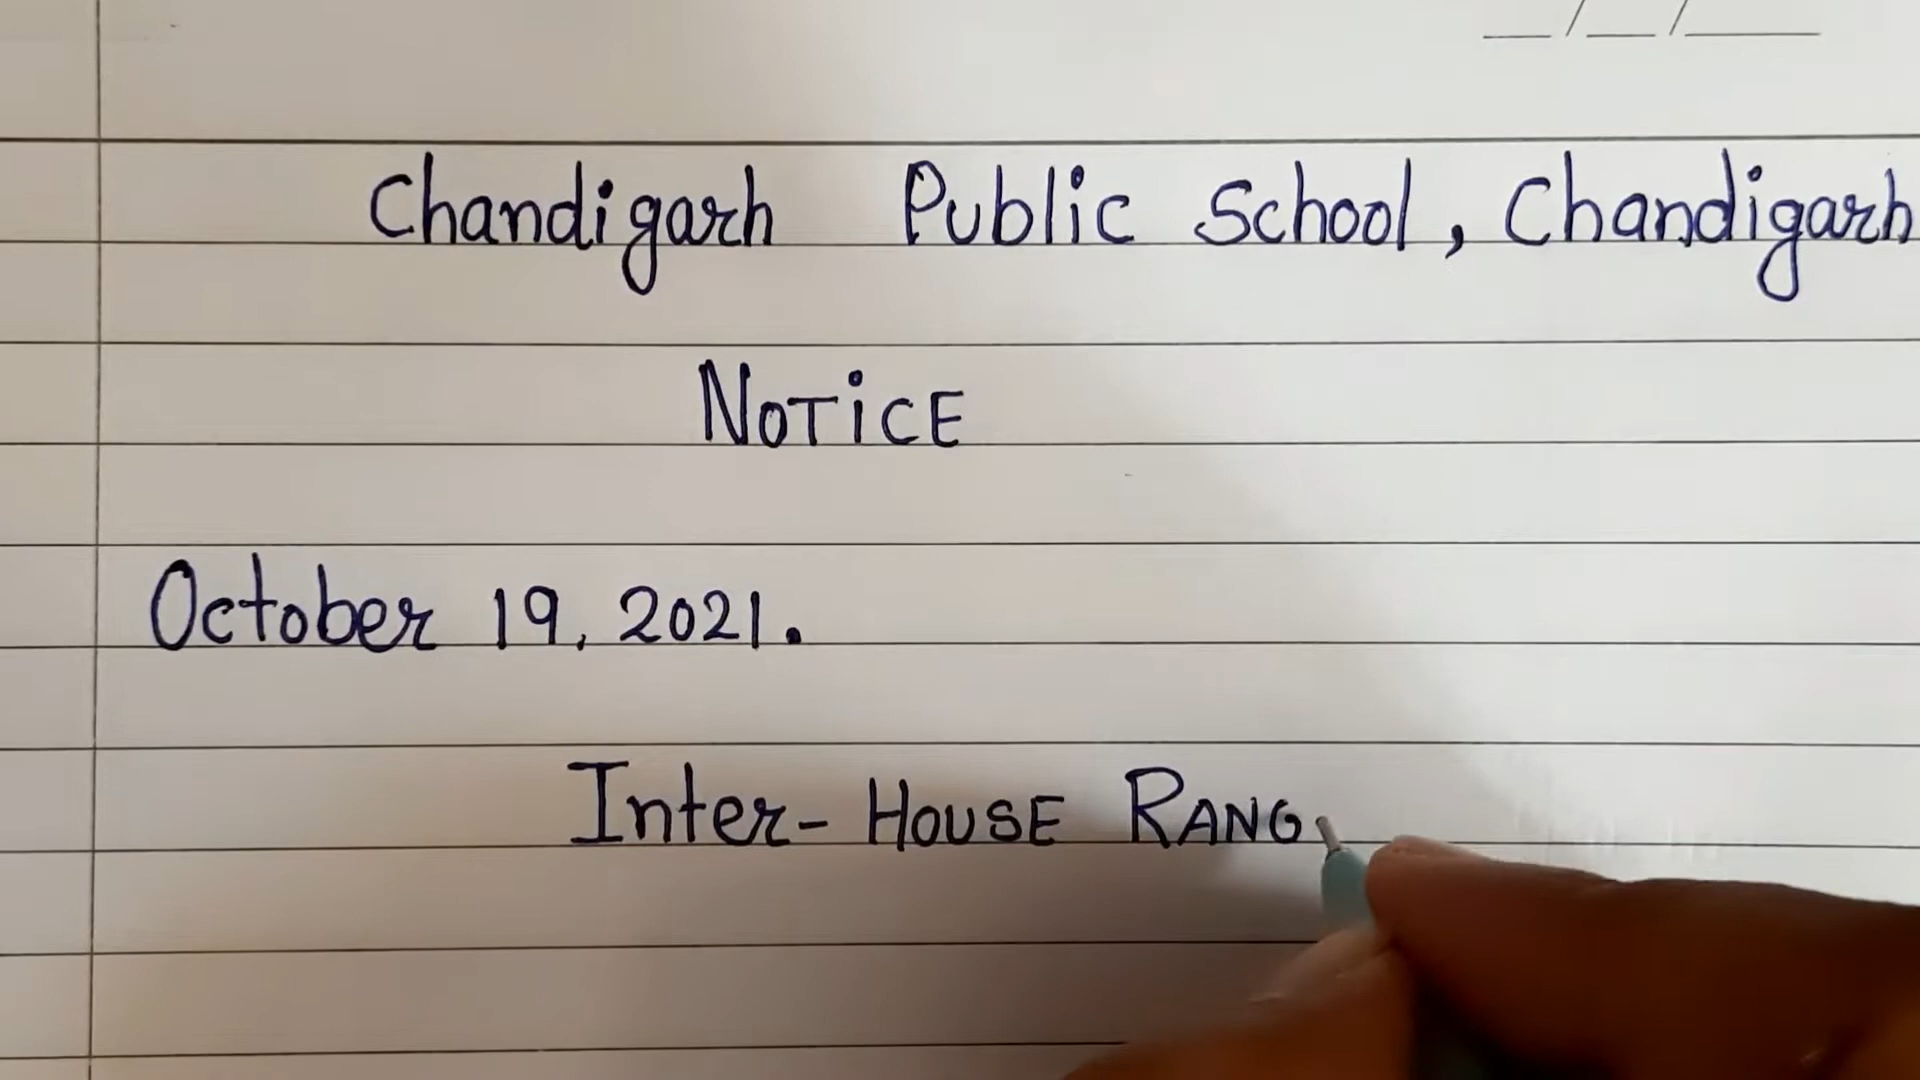 Chandigarh Public School, Chandigarh
NOTiCE
October 19, 2021.
Inter-HOUSE RANG